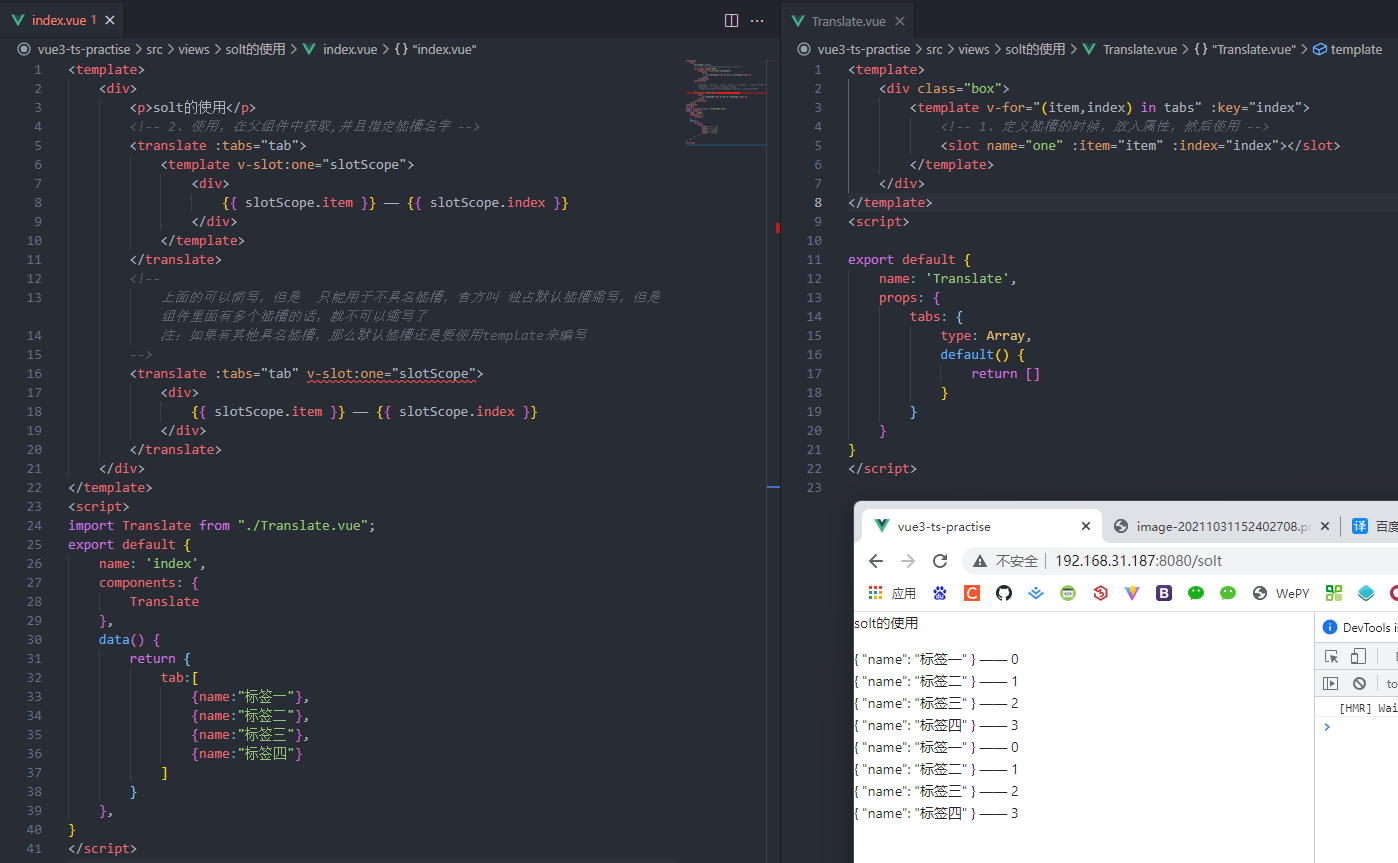 index.vue 1
vue3-ts-practise > src > views > solt的使用 > index.vue > {} "index.vue"
1 <template>
2 <div>
3 <p>solt的使用</p>
4 <!-- 2、使用，在父组件中获取,并且指定插槽名字 -->
5 <translate :tabs="tab">
6 <template v-slot:one="slotScope">
7 <div>
8 {{ slotScope.item }} —— {{ slotScope.index }}
9 </div>
10 </template>
11 </translate>
12 <!--
13 上面的可以简写，但是  只能用于不具名插槽，官方叫 独占默认插槽缩写，但是
组件里面有多个插槽的话，就不可以缩写了
14 注：如果有其他具名插槽，那么默认插槽还是要使用template来编写
15 -->
16 <translate :tabs="tab" v-slot:one="slotScope">
17 <div>
18 {{ slotScope.item }} —— {{ slotScope.index }}
19 </div>
20 </translate>
21 </div>
22 </template>
23 <script>
24 import Translate from "./Translate.vue";
25 export default {
26 name: 'index',
27 components: {
28 Translate
29 },
30 data() {
31 return {
32 tab:[
33 {name:"标签一"},
34 {name:"标签二"},
35 {name:"标签三"},
36 {name:"标签四"}
37 ]
38 }
39 },
40 }
41 </script>
Translate.vue
vue3-ts-practise > src > views > solt的使用 > Translate.vue > {} "Translate.vue" > template
1 <template>
2 <div class="box">
3 <template v-for="(item,index) in tabs" :key="index">
4 <!-- 1、定义插槽的时候，放入属性，然后使用 -->
5 <slot name="one" :item="item" :index="index"></slot>
6 </template>
7 </div>
8 </template>
9 <script>
10
11 export default {
12 name: 'Translate',
13 props: {
14 tabs: {
15 type: Array,
16 default() {
17 return []
18 }
19 }
20 }
21 }
22 </script>
23
vue3-ts-practise
image-20211031152402708.pr
译 百度
不安全 192.168.31.187:8080/solt
应用 WePY
solt的使用
{ "name": "标签一" } —— 0
{ "name": "标签二" } —— 1
{ "name": "标签三" } —— 2
{ "name": "标签四" } —— 3
{ "name": "标签一" } —— 0
{ "name": "标签二" } —— 1
{ "name": "标签三" } —— 2
{ "name": "标签四" } —— 3
DevTools is
to
[HMR] Wai